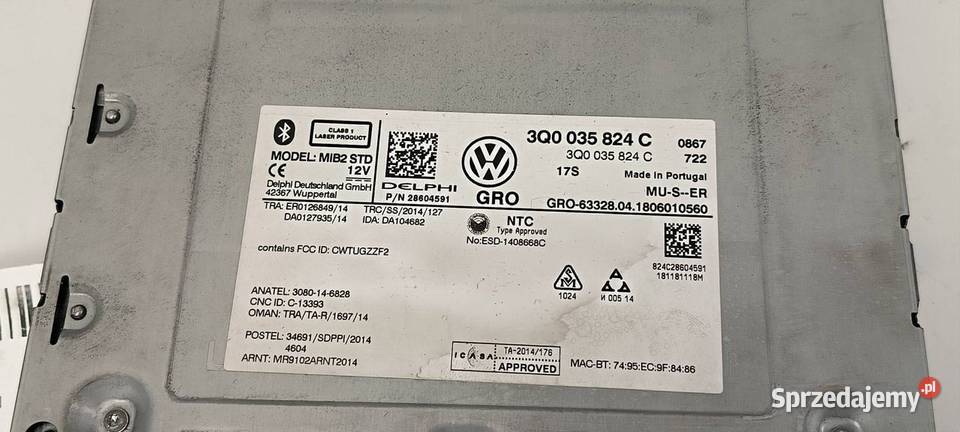 CLASS 1
LASER PRODUCT
MODEL: MIB2 STD
12V
Delphi Deutschland GmbH
42367 Wuppertal
DELPHI
P/N 28604591
GRO
3Q0 035 824 C 0867
3Q0 035 824 C 722
17S Made in Portugal
MU-S--ER
GRO-63328.04.1806010560
TRA: ER0126849/14
DA0127935/14
TRC/SS/2014/127
IDA: DA104682
NTC
Type Approved
No:ESD-1408668C
contains FCC ID: CWTUGZZF2
824C28604591
181181118M
1024
И 005 14
ANATEL: 3080-14-6828
CNC ID: C-13393
OMAN: TRA/TA-R/1697/14
POSTEL: 34691/SDPPI/2014
4604
ARNT: MR9102ARNT2014
ICASA
TA-2014/176
APPROVED
MAC-BT: 74:95:EC:9F:84:86
Sprzedajemy.pl